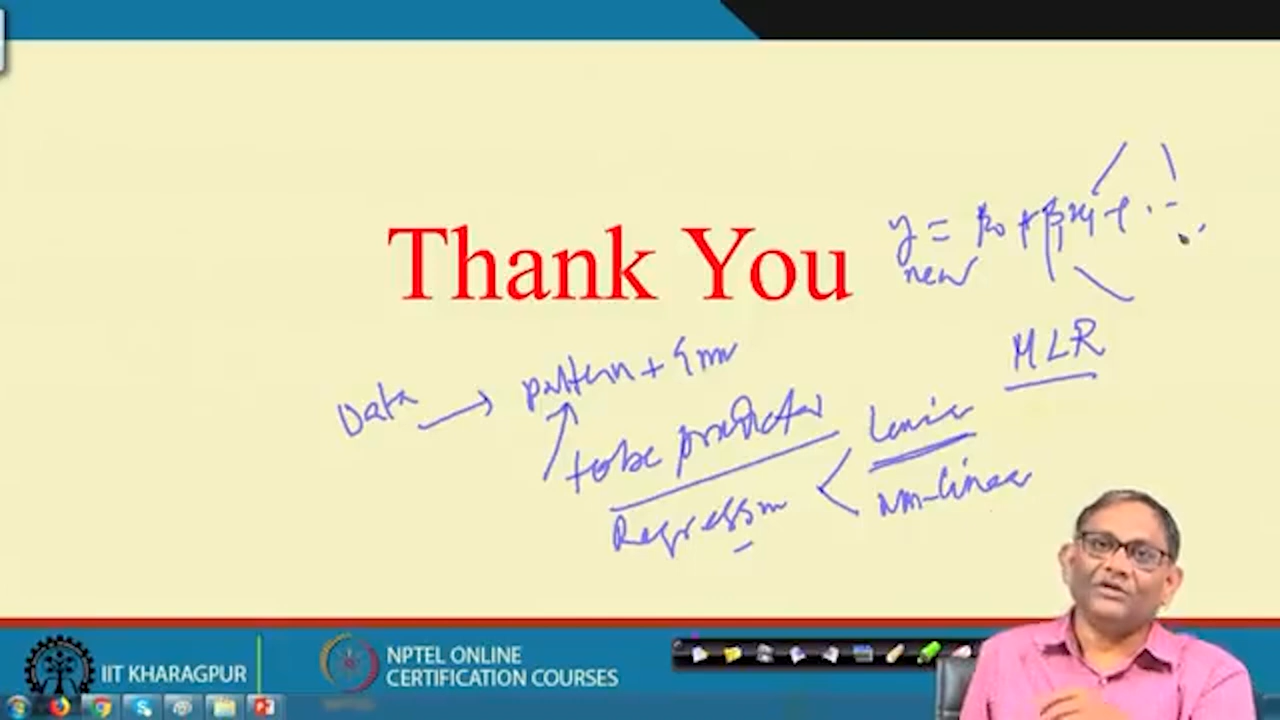 Thank You
y = β0 + β1x1 + ...
new
MLR
Data → pattern + Error
to be predicted
Regression
Linear
Non-linear
IIT KHARAGPUR
NPTEL ONLINE
CERTIFICATION COURSES